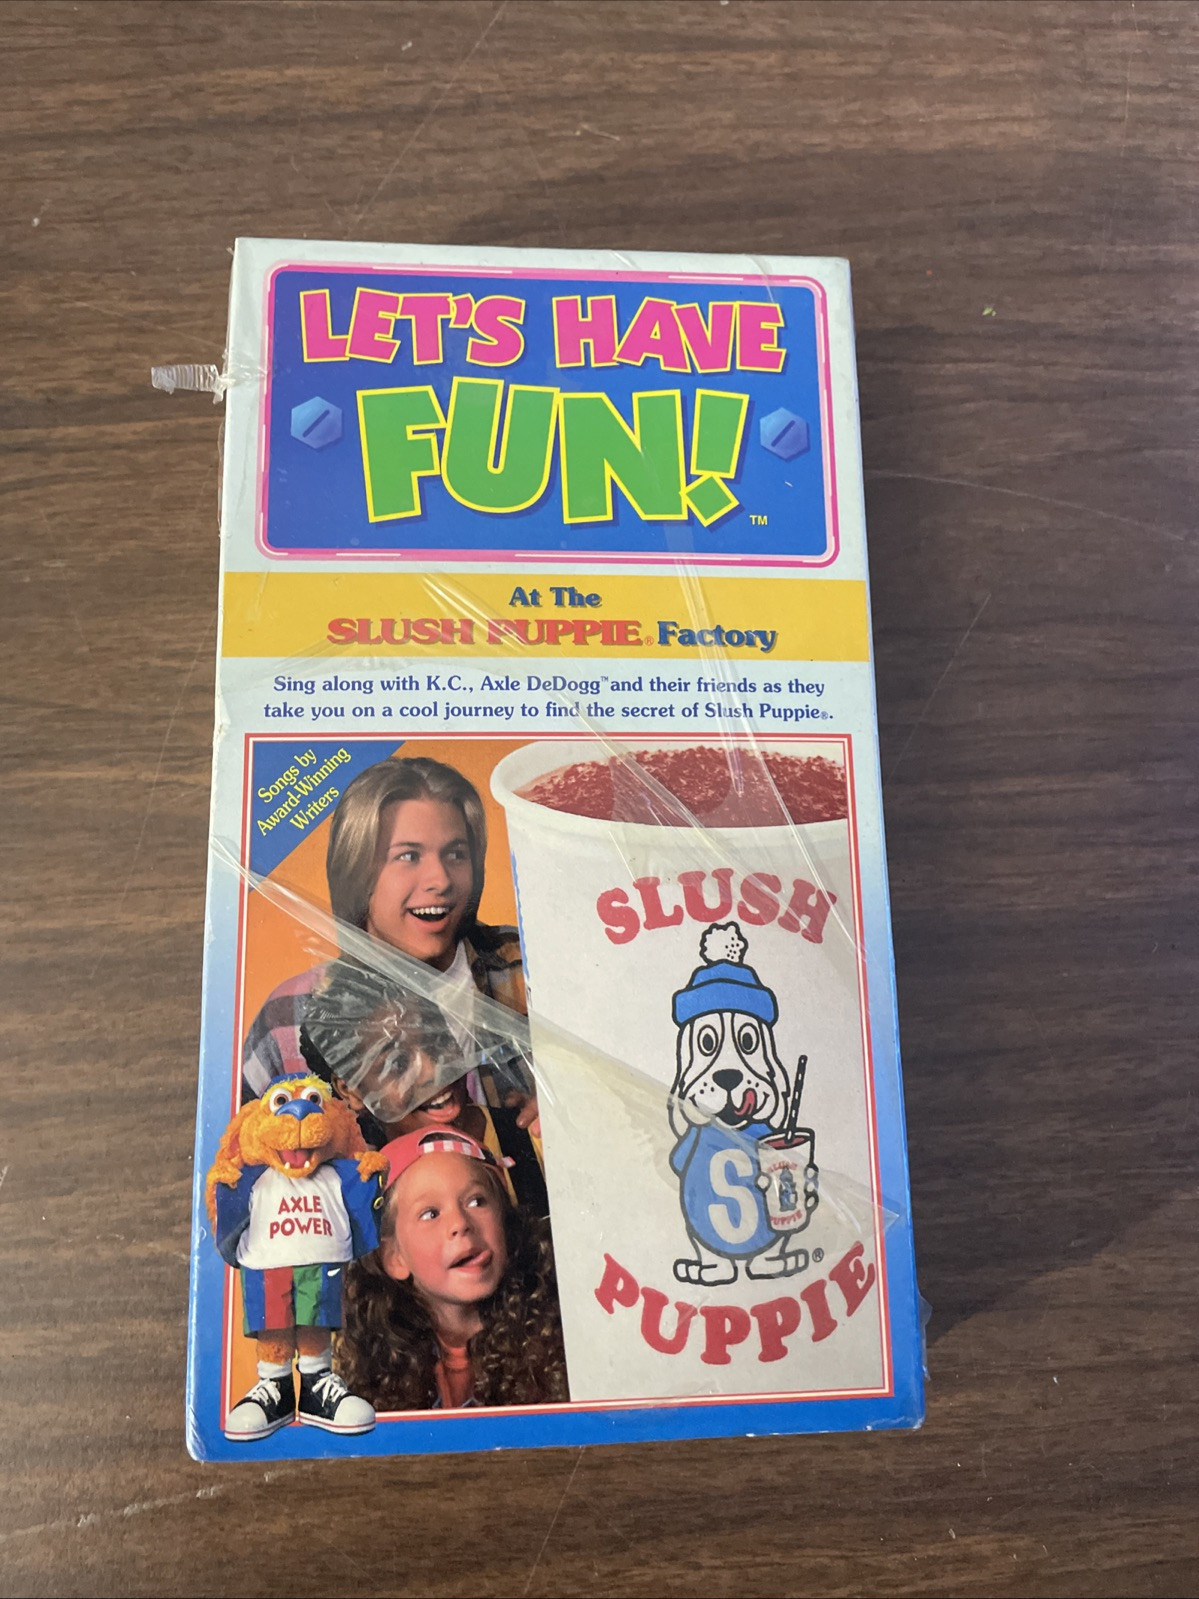 LET'S HAVE
FUN!™
At The
SLUSH PUPPIE® Factory
Sing along with K.C., Axle DeDogg™ and their friends as they
take you on a cool journey to find the secret of Slush Puppie®.
Songs by
Award-Winning
Writers
SLUSH
S
PUPPIE
PUPPIE®
AXLE
POWER